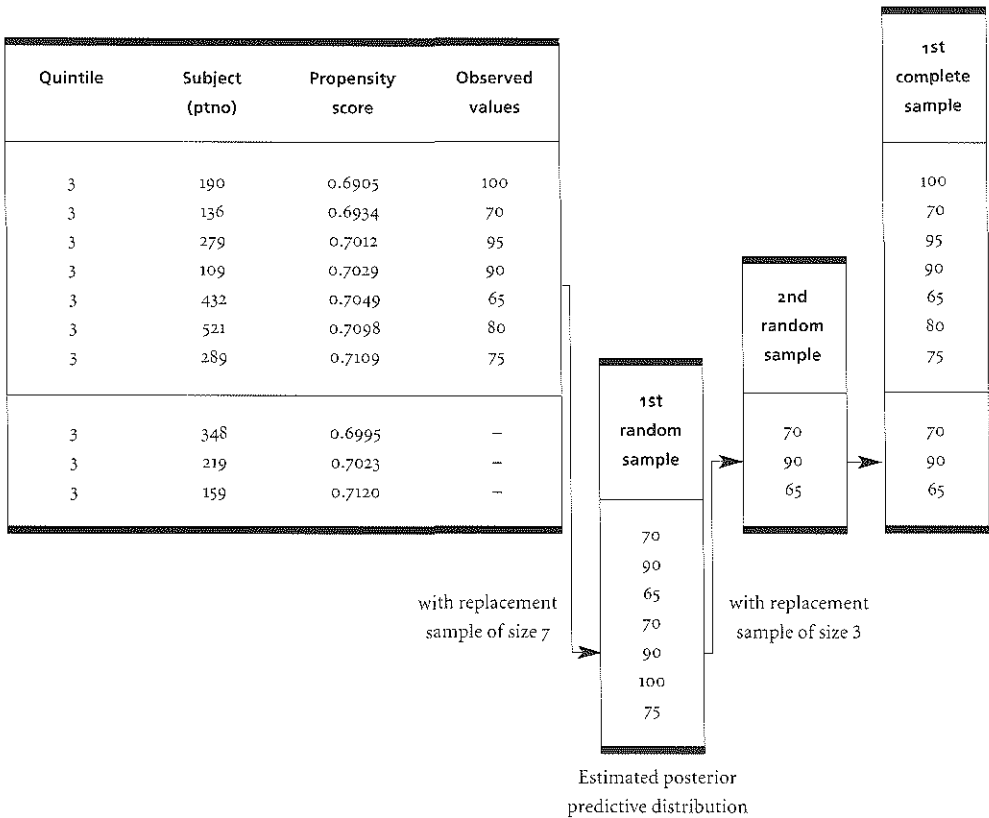 Quintile Subject (ptno) Propensity score Observed values
3 190 0.6905 100
3 136 0.6934 70
3 279 0.7012 95
3 109 0.7029 90
3 432 0.7049 65
3 521 0.7098 80
3 289 0.7109 75
3 348 0.6995 –
3 219 0.7023 –
3 159 0.7120 –
with replacement
sample of size 7
1st
random
sample
70
90
65
70
90
100
75
Estimated posterior
predictive distribution
with replacement
sample of size 3
2nd
random
sample
70
90
65
1st
complete
sample
100
70
95
90
65
80
75
70
90
65